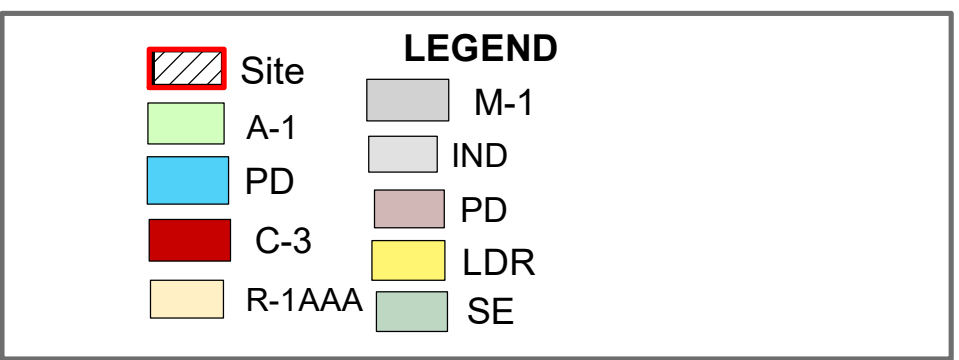 LEGEND
Site
A-1
PD
C-3
R-1AAA
M-1
IND
PD
LDR
SE